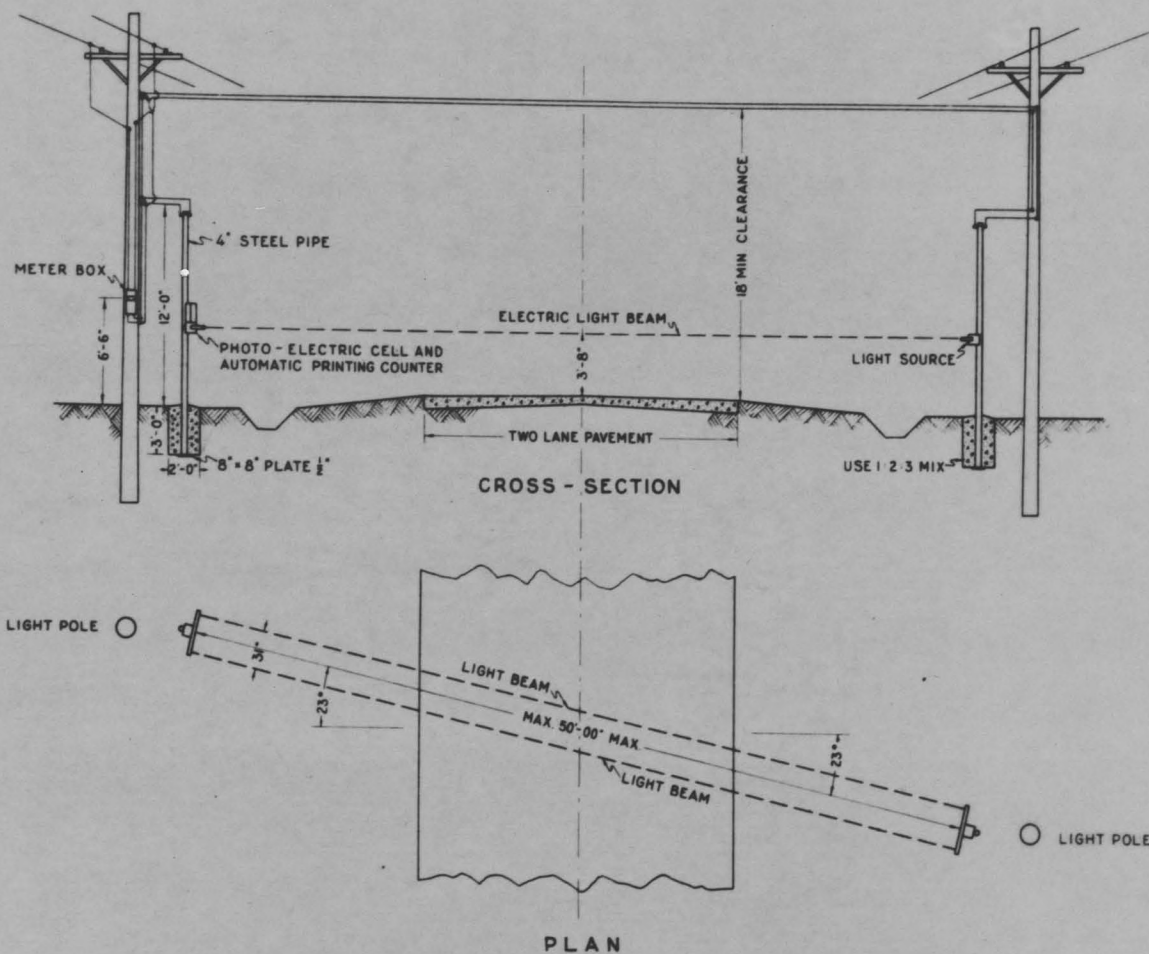 4" STEEL PIPE
METER BOX
12'-0"
6'-6"
18' MIN CLEARANCE
ELECTRIC LIGHT BEAM
PHOTO - ELECTRIC CELL AND
AUTOMATIC PRINTING COUNTER
3'-8"
LIGHT SOURCE
3'-0"
TWO LANE PAVEMENT
2'-0"
8" × 8" PLATE ½"
USE 1:2:3 MIX
CROSS - SECTION
LIGHT POLE
31"
LIGHT BEAM
23°
MAX. 50'-00" MAX.
23°
LIGHT BEAM
LIGHT POLE
PLAN